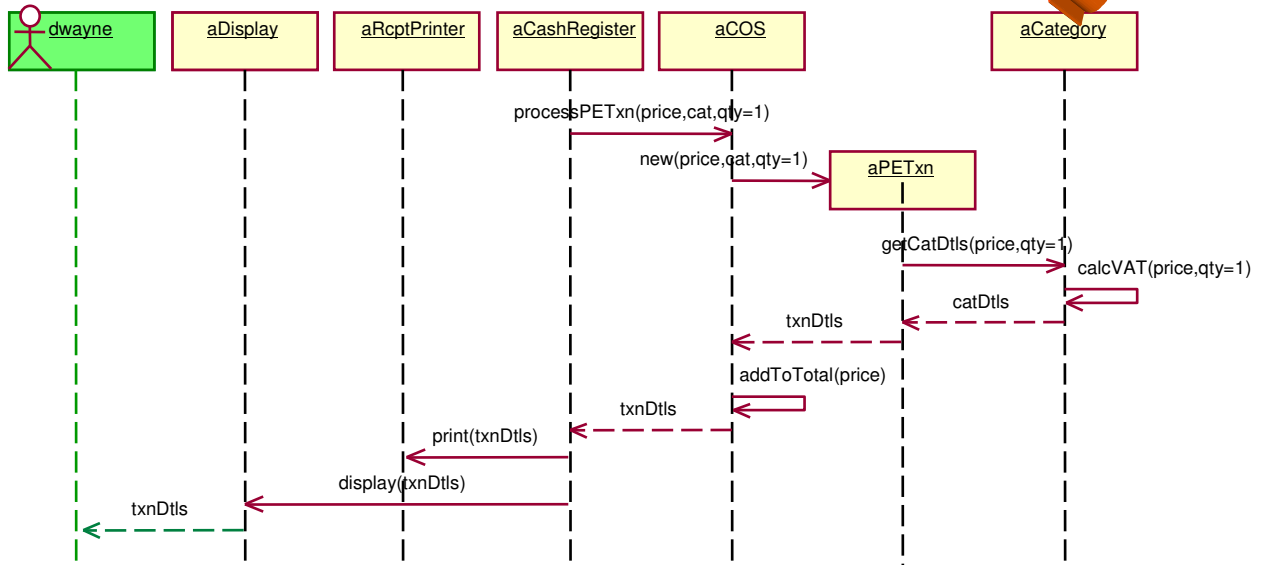 dwayne
aDisplay
aRcptPrinter
aCashRegister
aCOS
aCategory
processPETxn(price,cat,qty=1)
new(price,cat,qty=1)
aPETxn
getCatDtls(price,qty=1)
calcVAT(price,qty=1)
catDtls
txnDtls
addToTotal(price)
txnDtls
print(txnDtls)
display(txnDtls)
txnDtls